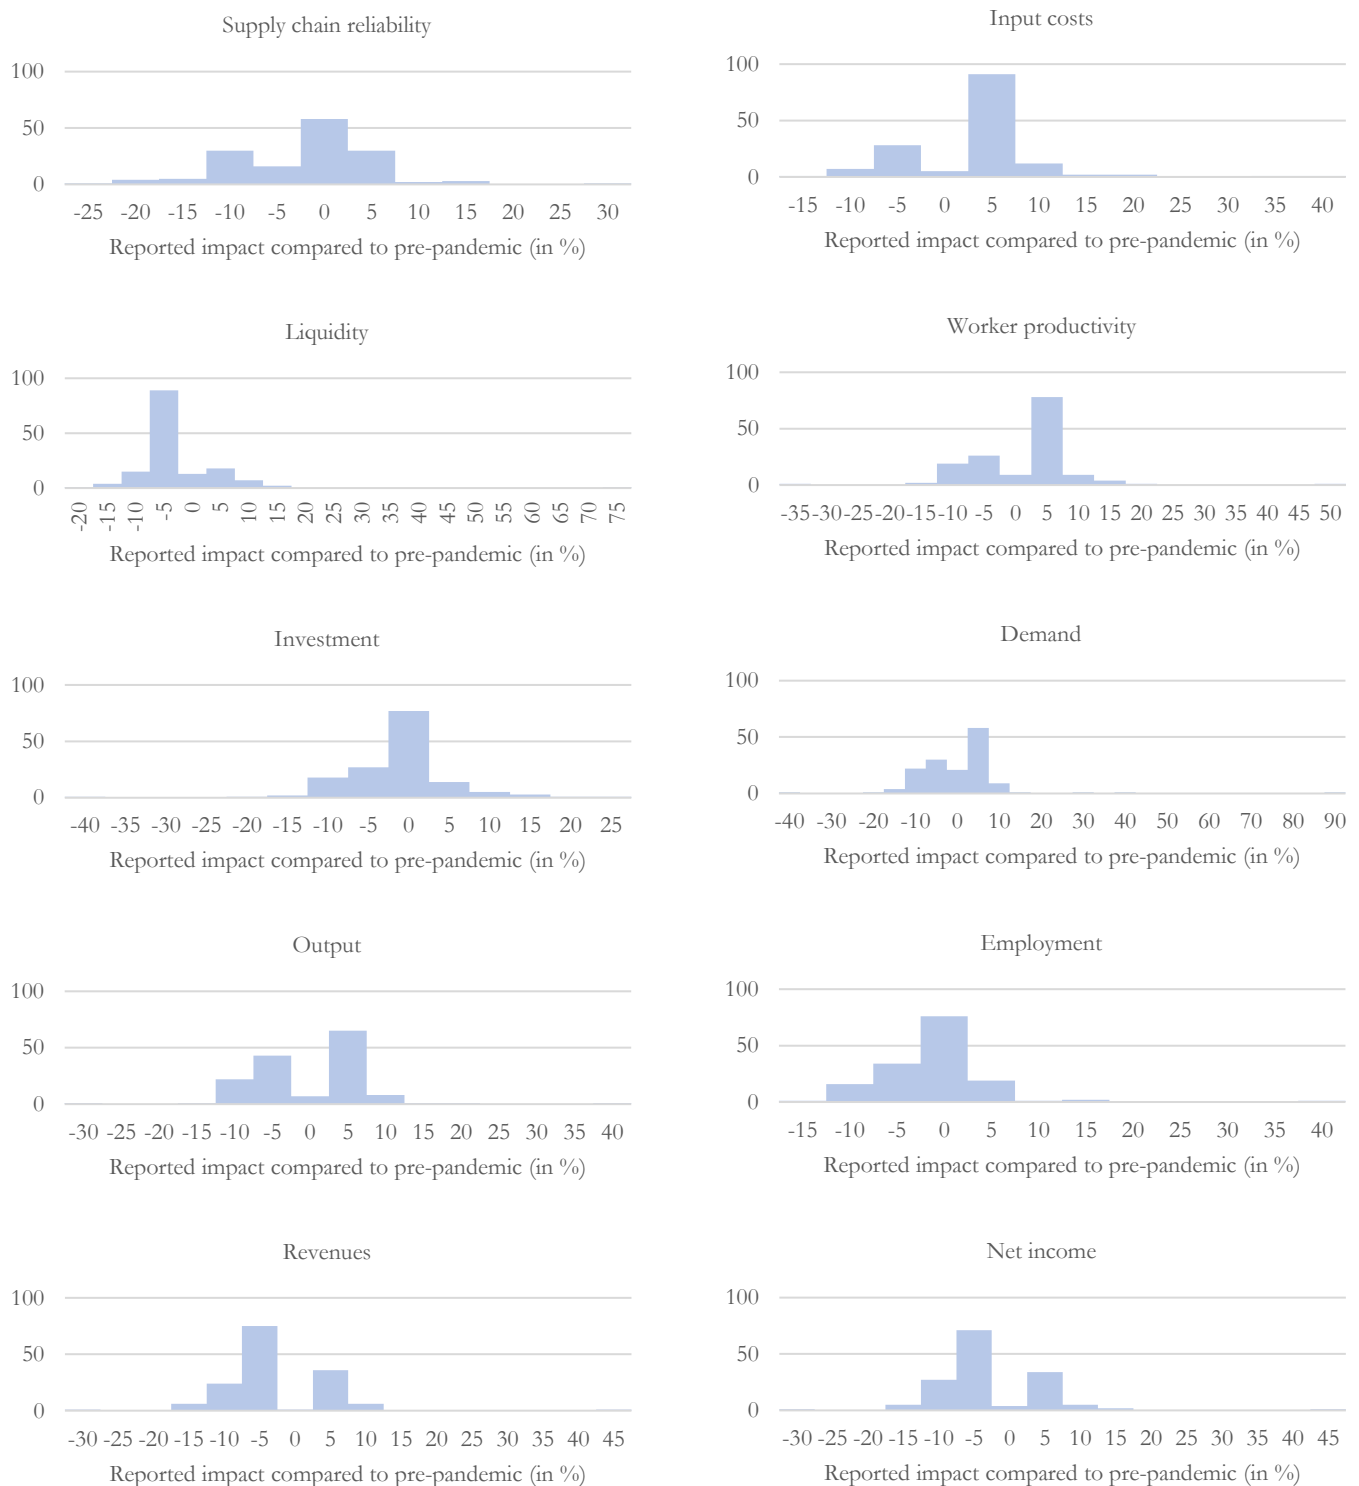 Supply chain reliability
100
50
0
-25 -20 -15 -10 -5 0 5 10 15 20 25 30
Reported impact compared to pre-pandemic (in %)
Input costs
100
50
0
-15 -10 -5 0 5 10 15 20 25 30 35 40
Reported impact compared to pre-pandemic (in %)
Liquidity
100
50
0
-20 -15 -10 -5 0 5 10 15 20 25 30 35 40 45 50 55 60 65 70 75
Reported impact compared to pre-pandemic (in %)
Worker productivity
100
50
0
-35 -30 -25 -20 -15 -10 -5 0 5 10 15 20 25 30 35 40 45 50
Reported impact compared to pre-pandemic (in %)
Investment
100
50
0
-40 -35 -30 -25 -20 -15 -10 -5 0 5 10 15 20 25
Reported impact compared to pre-pandemic (in %)
Demand
100
50
0
-40 -30 -20 -10 0 10 20 30 40 50 60 70 80 90
Reported impact compared to pre-pandemic (in %)
Output
100
50
0
-30 -25 -20 -15 -10 -5 0 5 10 15 20 25 30 35 40
Reported impact compared to pre-pandemic (in %)
Employment
100
50
0
-15 -10 -5 0 5 10 15 20 25 30 35 40
Reported impact compared to pre-pandemic (in %)
Revenues
100
50
0
-30 -25 -20 -15 -10 -5 0 5 10 15 20 25 30 35 40 45
Reported impact compared to pre-pandemic (in %)
Net income
100
50
0
-30 -25 -20 -15 -10 -5 0 5 10 15 20 25 30 35 40 45
Reported impact compared to pre-pandemic (in %)